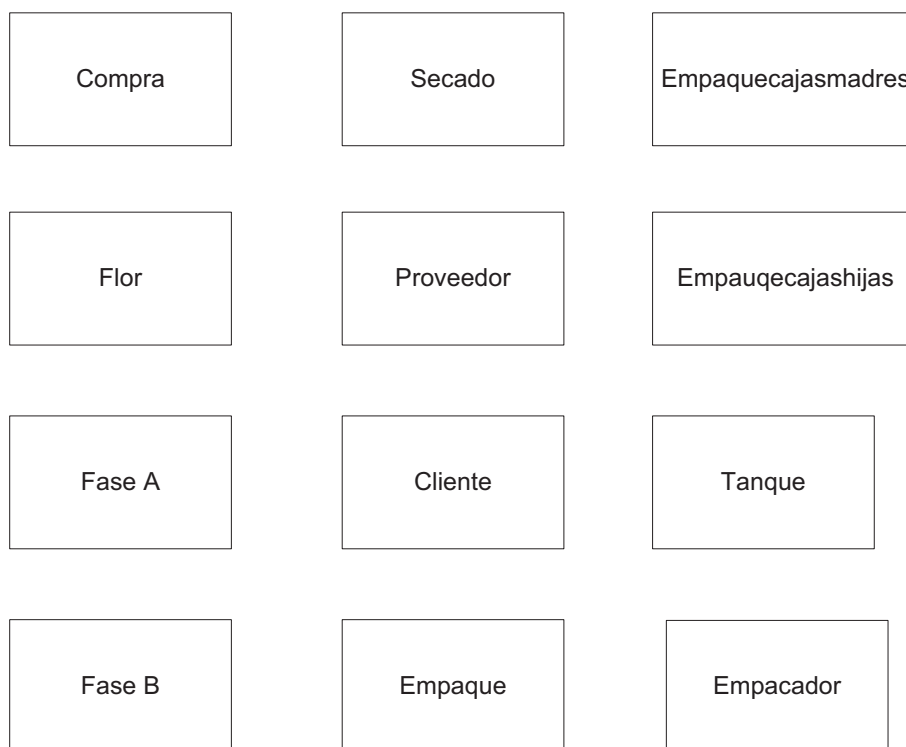 Compra
Secado
Empaquecajasmadres
Flor
Proveedor
Empauqecajashijas
Fase A
Cliente
Tanque
Fase B
Empaque
Empacador